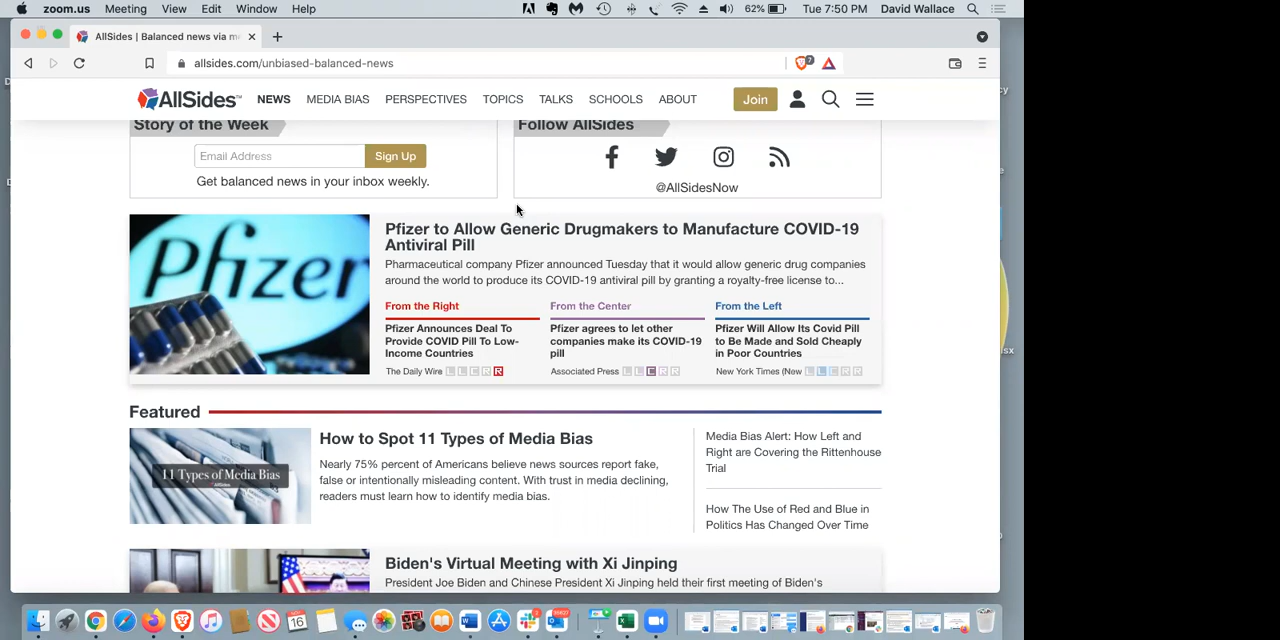 zoom.us Meeting View Edit Window Help 62% Tue 7:50 PM David Wallace
AllSides | Balanced news via me
allsides.com/unbiased-balanced-news
AllSides NEWS MEDIA BIAS PERSPECTIVES TOPICS TALKS SCHOOLS ABOUT Join
Story of the Week
Follow AllSides
Email Address Sign Up
Get balanced news in your inbox weekly.
@AllSidesNow
Pfizer
Pfizer to Allow Generic Drugmakers to Manufacture COVID-19
Antiviral Pill
Pharmaceutical company Pfizer announced Tuesday that it would allow generic drug companies
around the world to produce its COVID-19 antiviral pill by granting a royalty-free license to...
From the Right
Pfizer Announces Deal To
Provide COVID Pill To Low-
Income Countries
The Daily Wire L L C R R
From the Center
Pfizer agrees to let other
companies make its COVID-19
pill
Associated Press L L C R R
From the Left
Pfizer Will Allow Its Covid Pill
to Be Made and Sold Cheaply
in Poor Countries
New York Times (New L L C R R
Featured
11 Types of Media Bias
How to Spot 11 Types of Media Bias
Nearly 75% percent of Americans believe news sources report fake,
false or intentionally misleading content. With trust in media declining,
readers must learn how to identify media bias.
Media Bias Alert: How Left and
Right are Covering the Rittenhouse
Trial
How The Use of Red and Blue in
Politics Has Changed Over Time
Biden's Virtual Meeting with Xi Jinping
President Joe Biden and Chinese President Xi Jinping held their first meeting of Biden's